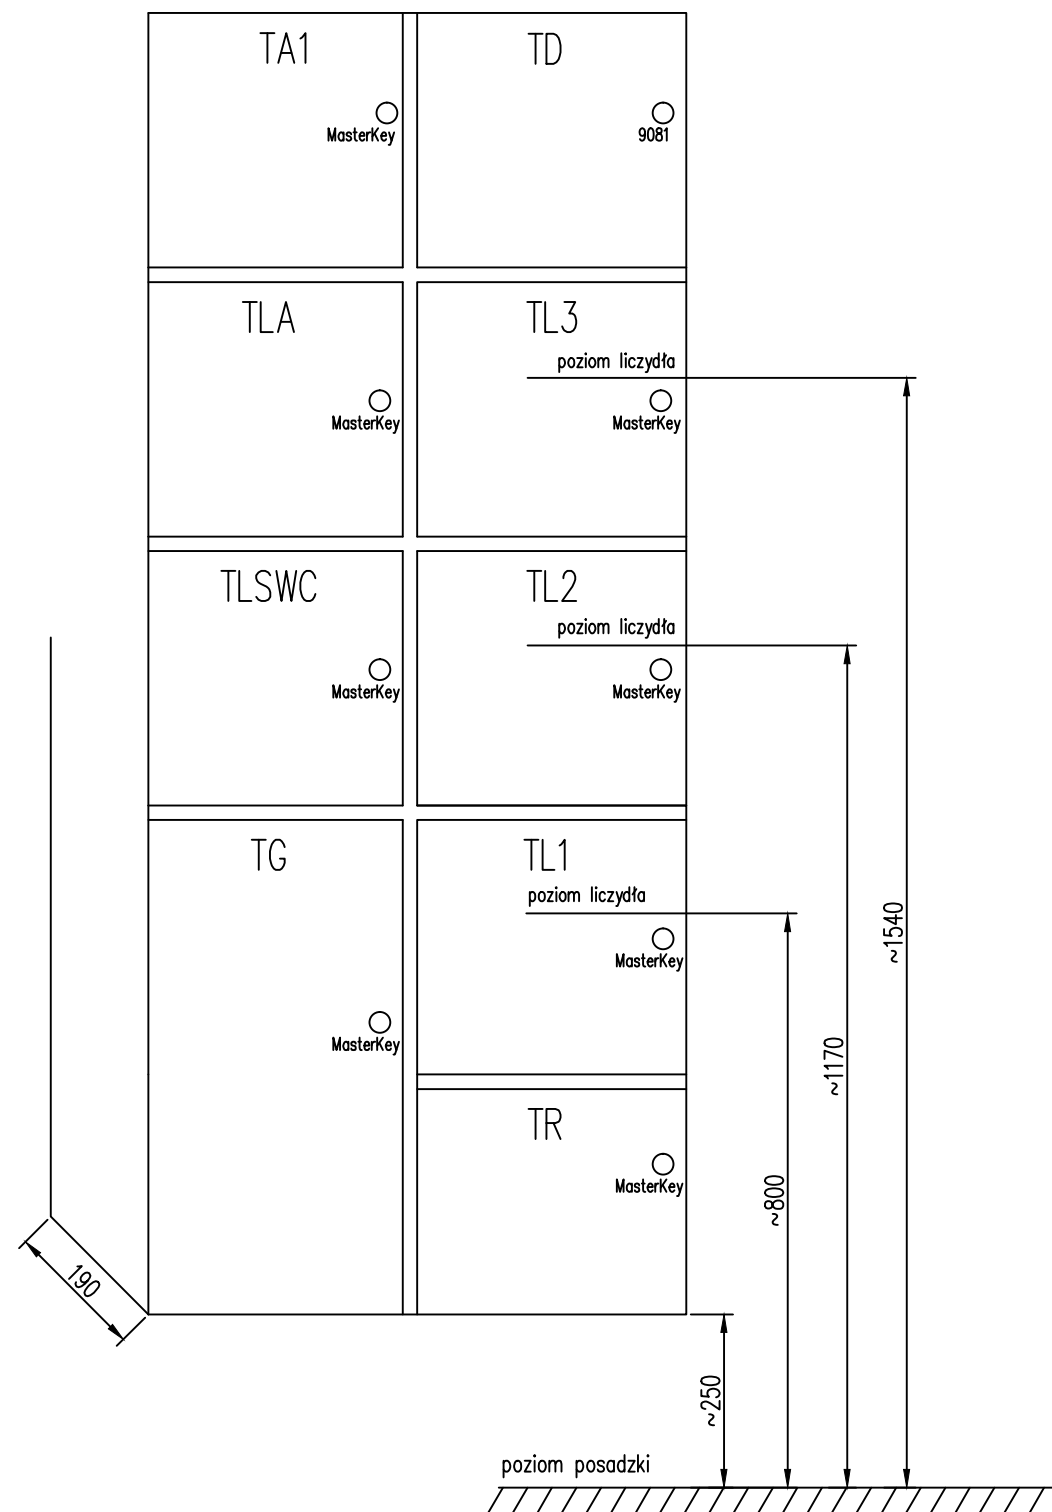 TA1
MasterKey
TD
9081
TLA
MasterKey
TL3
poziom liczydła
MasterKey
TLSWC
MasterKey
TL2
poziom liczydła
MasterKey
TG
MasterKey
TL1
poziom liczydła
MasterKey
TR
MasterKey
~1540
~1170
~800
~250
190
poziom posadzki